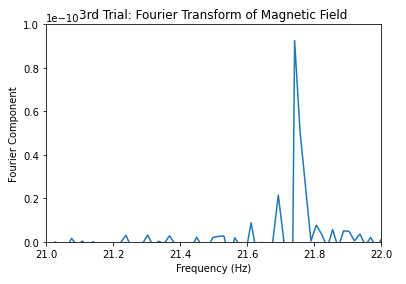 1e−10
3rd Trial: Fourier Transform of Magnetic Field
1.0
0.8
0.6
0.4
0.2
0.0
Fourier Component
21.0 21.2 21.4 21.6 21.8 22.0
Frequency (Hz)